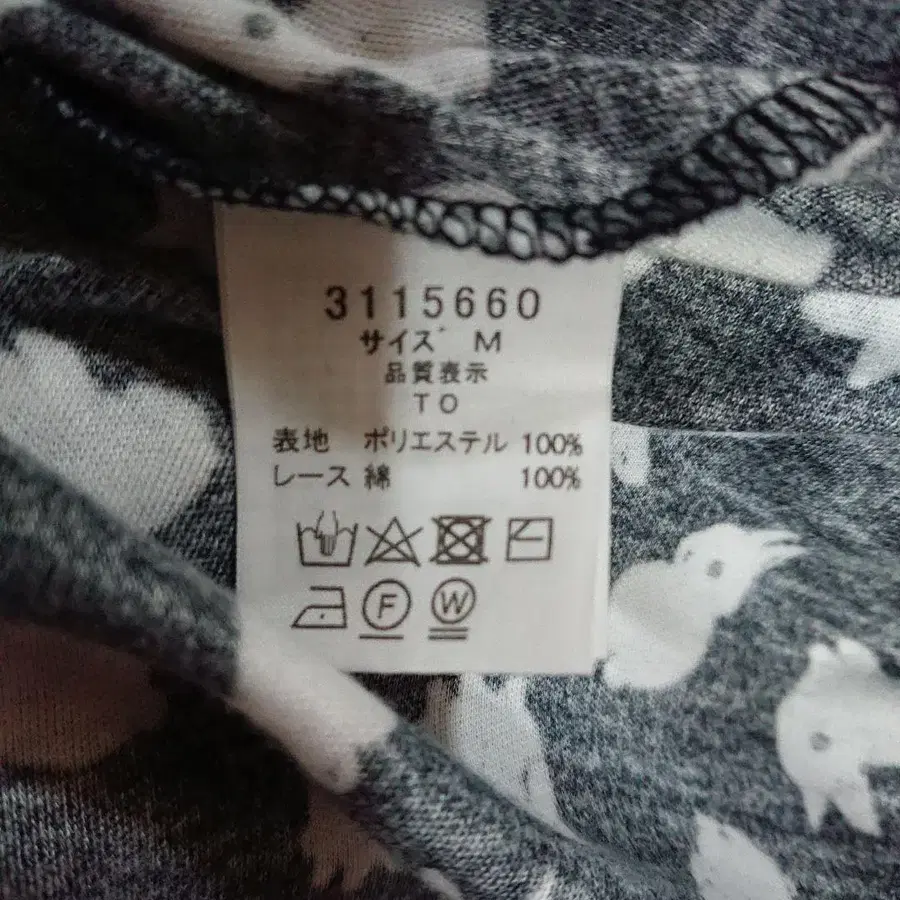 3115660
サイズ M
品質表示
TO
表地 ポリエステル 100%
レース 綿 100%
F W